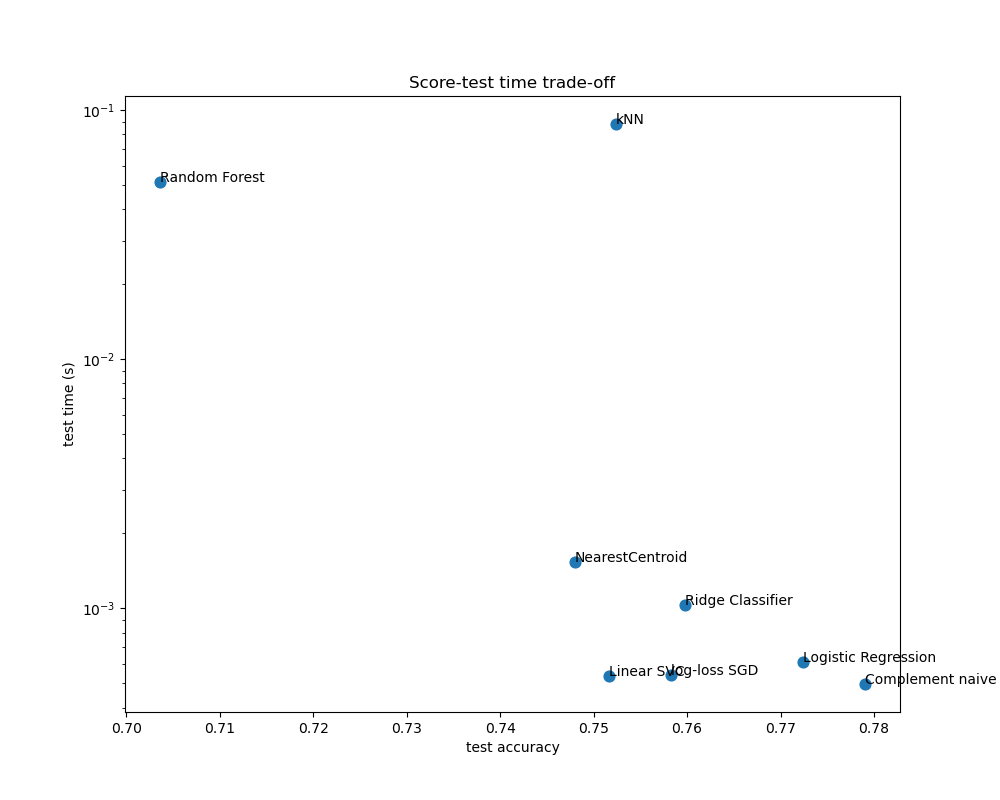 Score-test time trade-off
10⁻¹
10⁻²
10⁻³
test time (s)
kNN
Random Forest
NearestCentroid
Ridge Classifier
Logistic Regression
Linear SVC
log-loss SGD
Complement naive
0.70 0.71 0.72 0.73 0.74 0.75 0.76 0.77 0.78
test accuracy